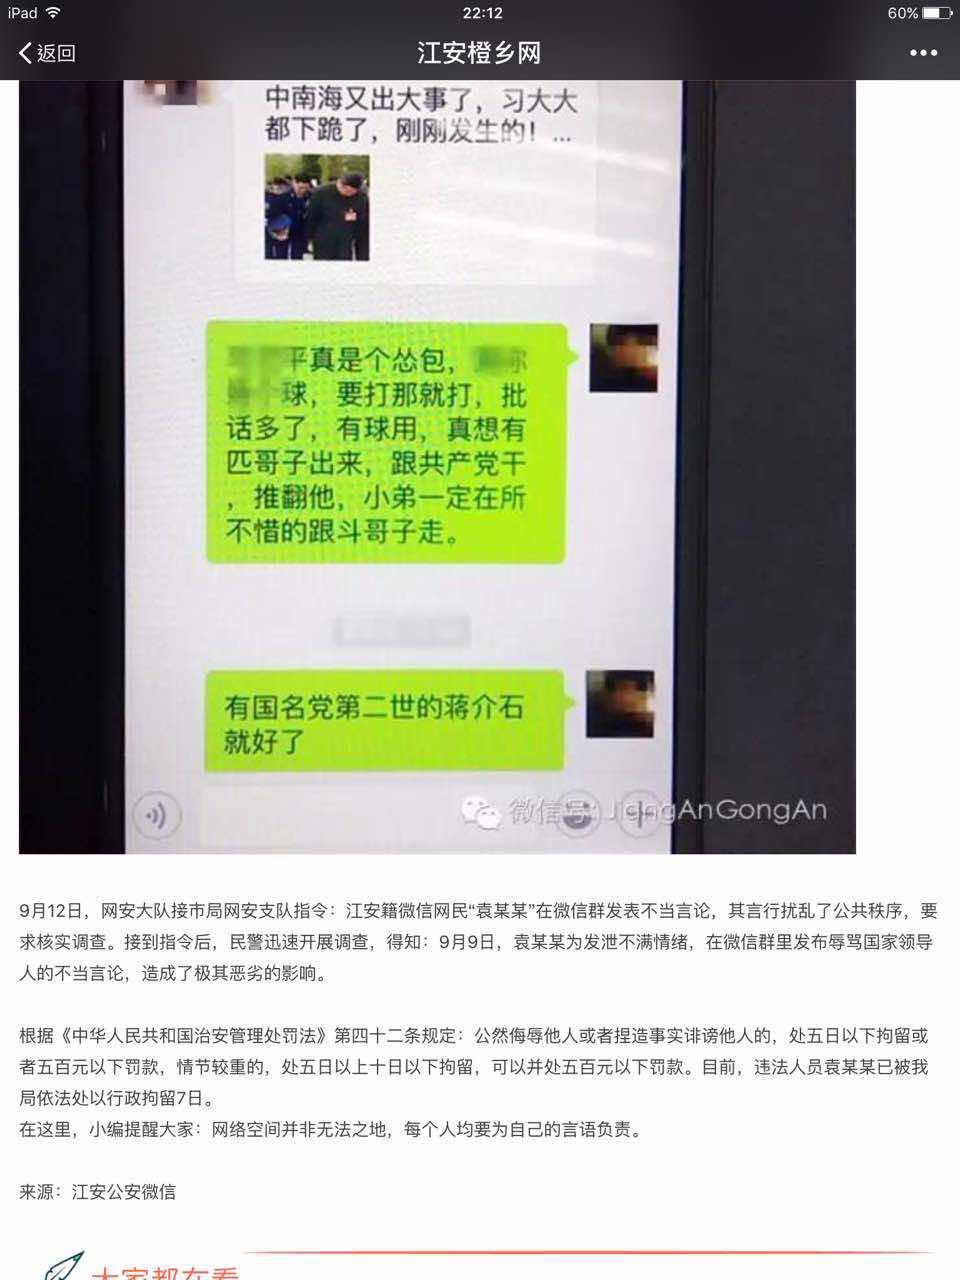 iPad
22:12
60%
返回
江安橙乡网
中南海又出大事了，习大大
都下跪了，刚刚发生的！...
平真是个怂包，
球，要打那就打，批
话多了，有球用，真想有
匹哥子出来，跟共产党干
，推翻他，小弟一定在所
不惜的跟斗哥子走。
有国名党第二世的蒋介石
就好了
微信号: JiangAnGongAn
9月12日，网安大队接市局网安支队指令：江安籍微信网民“袁某某”在微信群发表不当言论，其言行扰乱了公共秩序，要
求核实调查。接到指令后，民警迅速开展调查，得知：9月9日，袁某某为发泄不满情绪，在微信群里发布辱骂国家领导
人的不当言论，造成了极其恶劣的影响。
根据《中华人民共和国治安管理处罚法》第四十二条规定：公然侮辱他人或者捏造事实诽谤他人的，处五日以下拘留或
者五百元以下罚款，情节较重的，处五日以上十日以下拘留，可以并处五百元以下罚款。目前，违法人员袁某某已被我
局依法处以行政拘留7日。
在这里，小编提醒大家：网络空间并非无法之地，每个人均要为自己的言语负责。
来源：江安公安微信
大家都在看